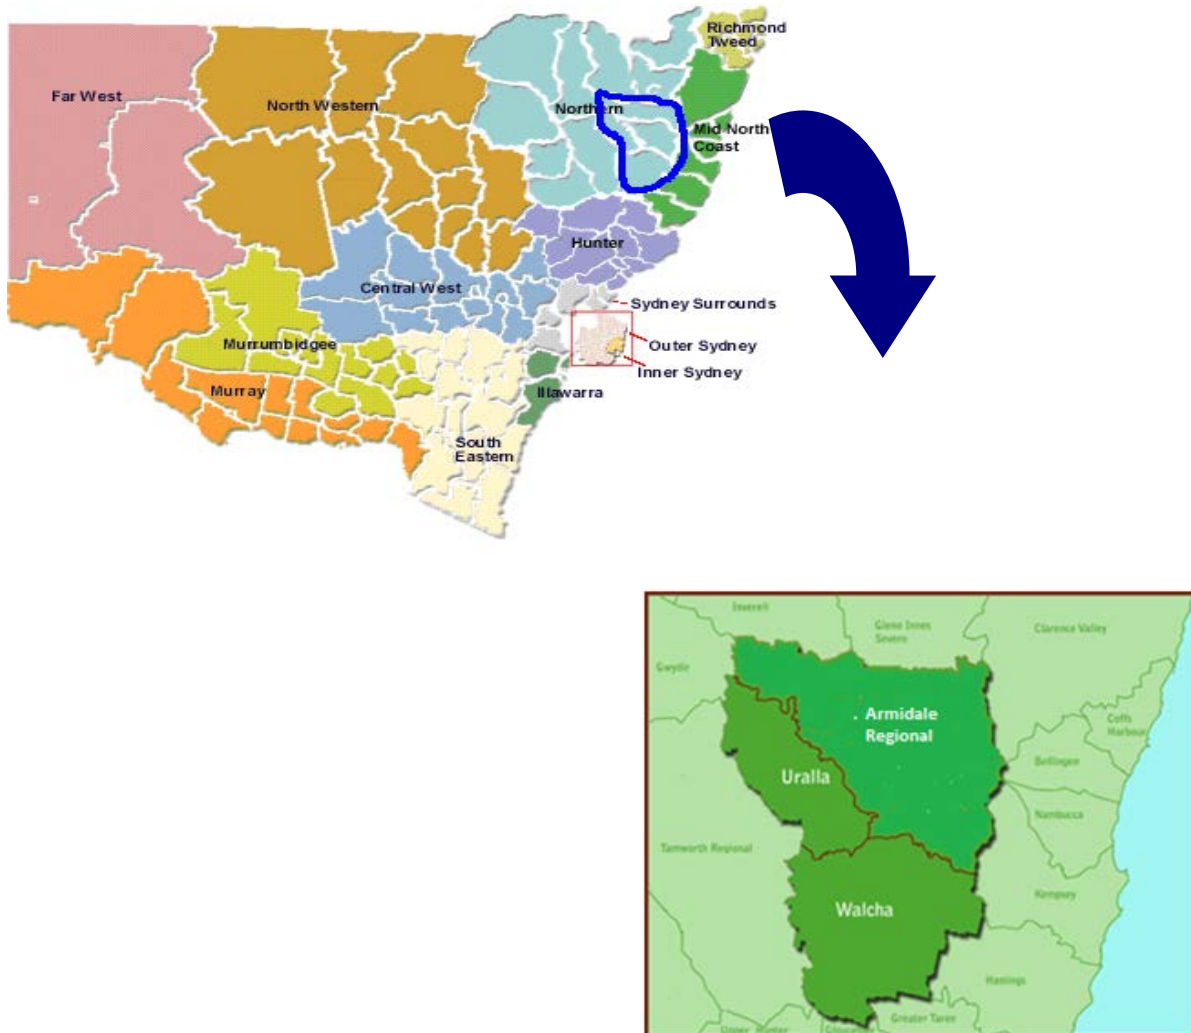 Richmond
Tweed
Far West
North Western
Northern
Mid North
Coast
Hunter
Central West
Sydney Surrounds
Murrumbidgee
Outer Sydney
Inner Sydney
Murray
Illawarra
South
Eastern
Inverell
Glenn Innes
Severe
Clarence Valley
Gwydir
Armidale
Regional
Coffs
Harbour
Uralla
Bellingen
Nambucca
Tamworth Regional
Walcha
Kempsey
Hastings
Greater Taree
Upper Hunter